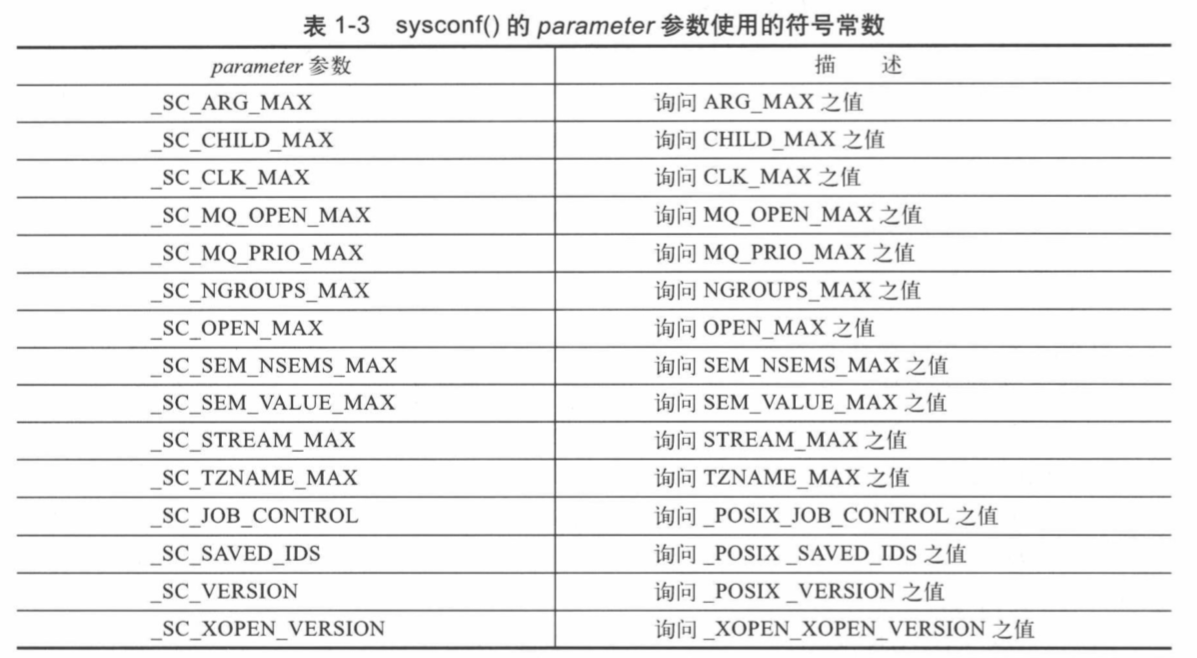 表 1-3 sysconf() 的 parameter 参数使用的符号常数
parameter 参数 描 述
_SC_ARG_MAX 询问 ARG_MAX 之值
_SC_CHILD_MAX 询问 CHILD_MAX 之值
_SC_CLK_MAX 询问 CLK_MAX 之值
_SC_MQ_OPEN_MAX 询问 MQ_OPEN_MAX 之值
_SC_MQ_PRIO_MAX 询问 MQ_PRIO_MAX 之值
_SC_NGROUPS_MAX 询问 NGROUPS_MAX 之值
_SC_OPEN_MAX 询问 OPEN_MAX 之值
_SC_SEM_NSEMS_MAX 询问 SEM_NSEMS_MAX 之值
_SC_SEM_VALUE_MAX 询问 SEM_VALUE_MAX 之值
_SC_STREAM_MAX 询问 STREAM_MAX 之值
_SC_TZNAME_MAX 询问 TZNAME_MAX 之值
_SC_JOB_CONTROL 询问 _POSIX_JOB_CONTROL 之值
_SC_SAVED_IDS 询问 _POSIX _SAVED_IDS 之值
_SC_VERSION 询问 _POSIX _VERSION 之值
_SC_XOPEN_VERSION 询问 _XOPEN_XOPEN_VERSION 之值